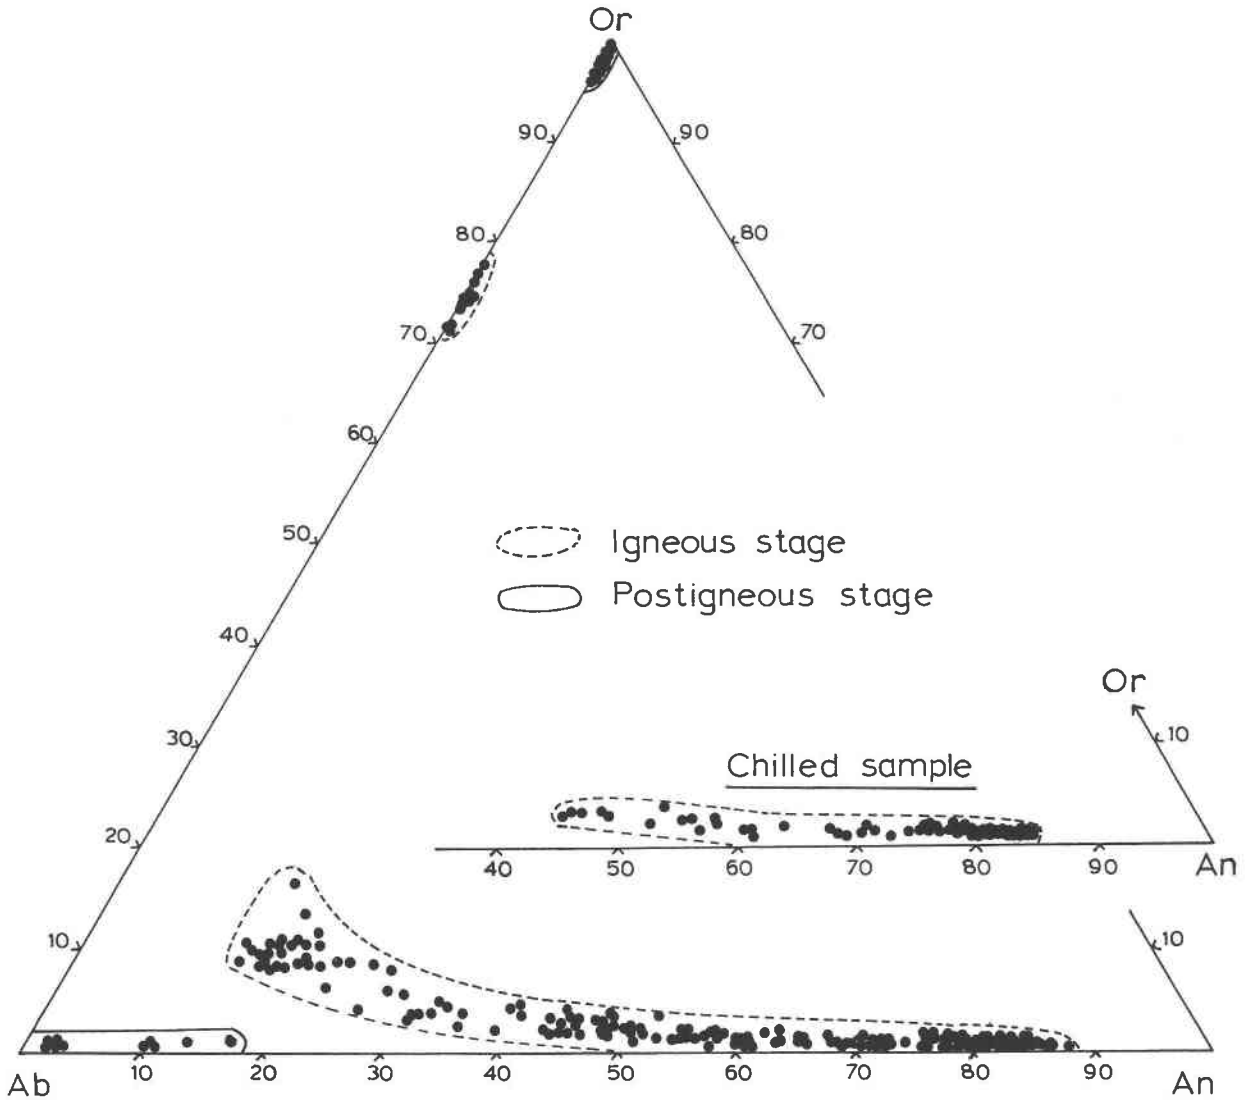 Or
90 90
80 80
70 70
60
50
Igneous stage
Postigneous stage
40
Or
30 10
Chilled sample
20
40 50 60 70 80 90 An
10 10
Ab 10 20 30 40 50 60 70 80 90 An